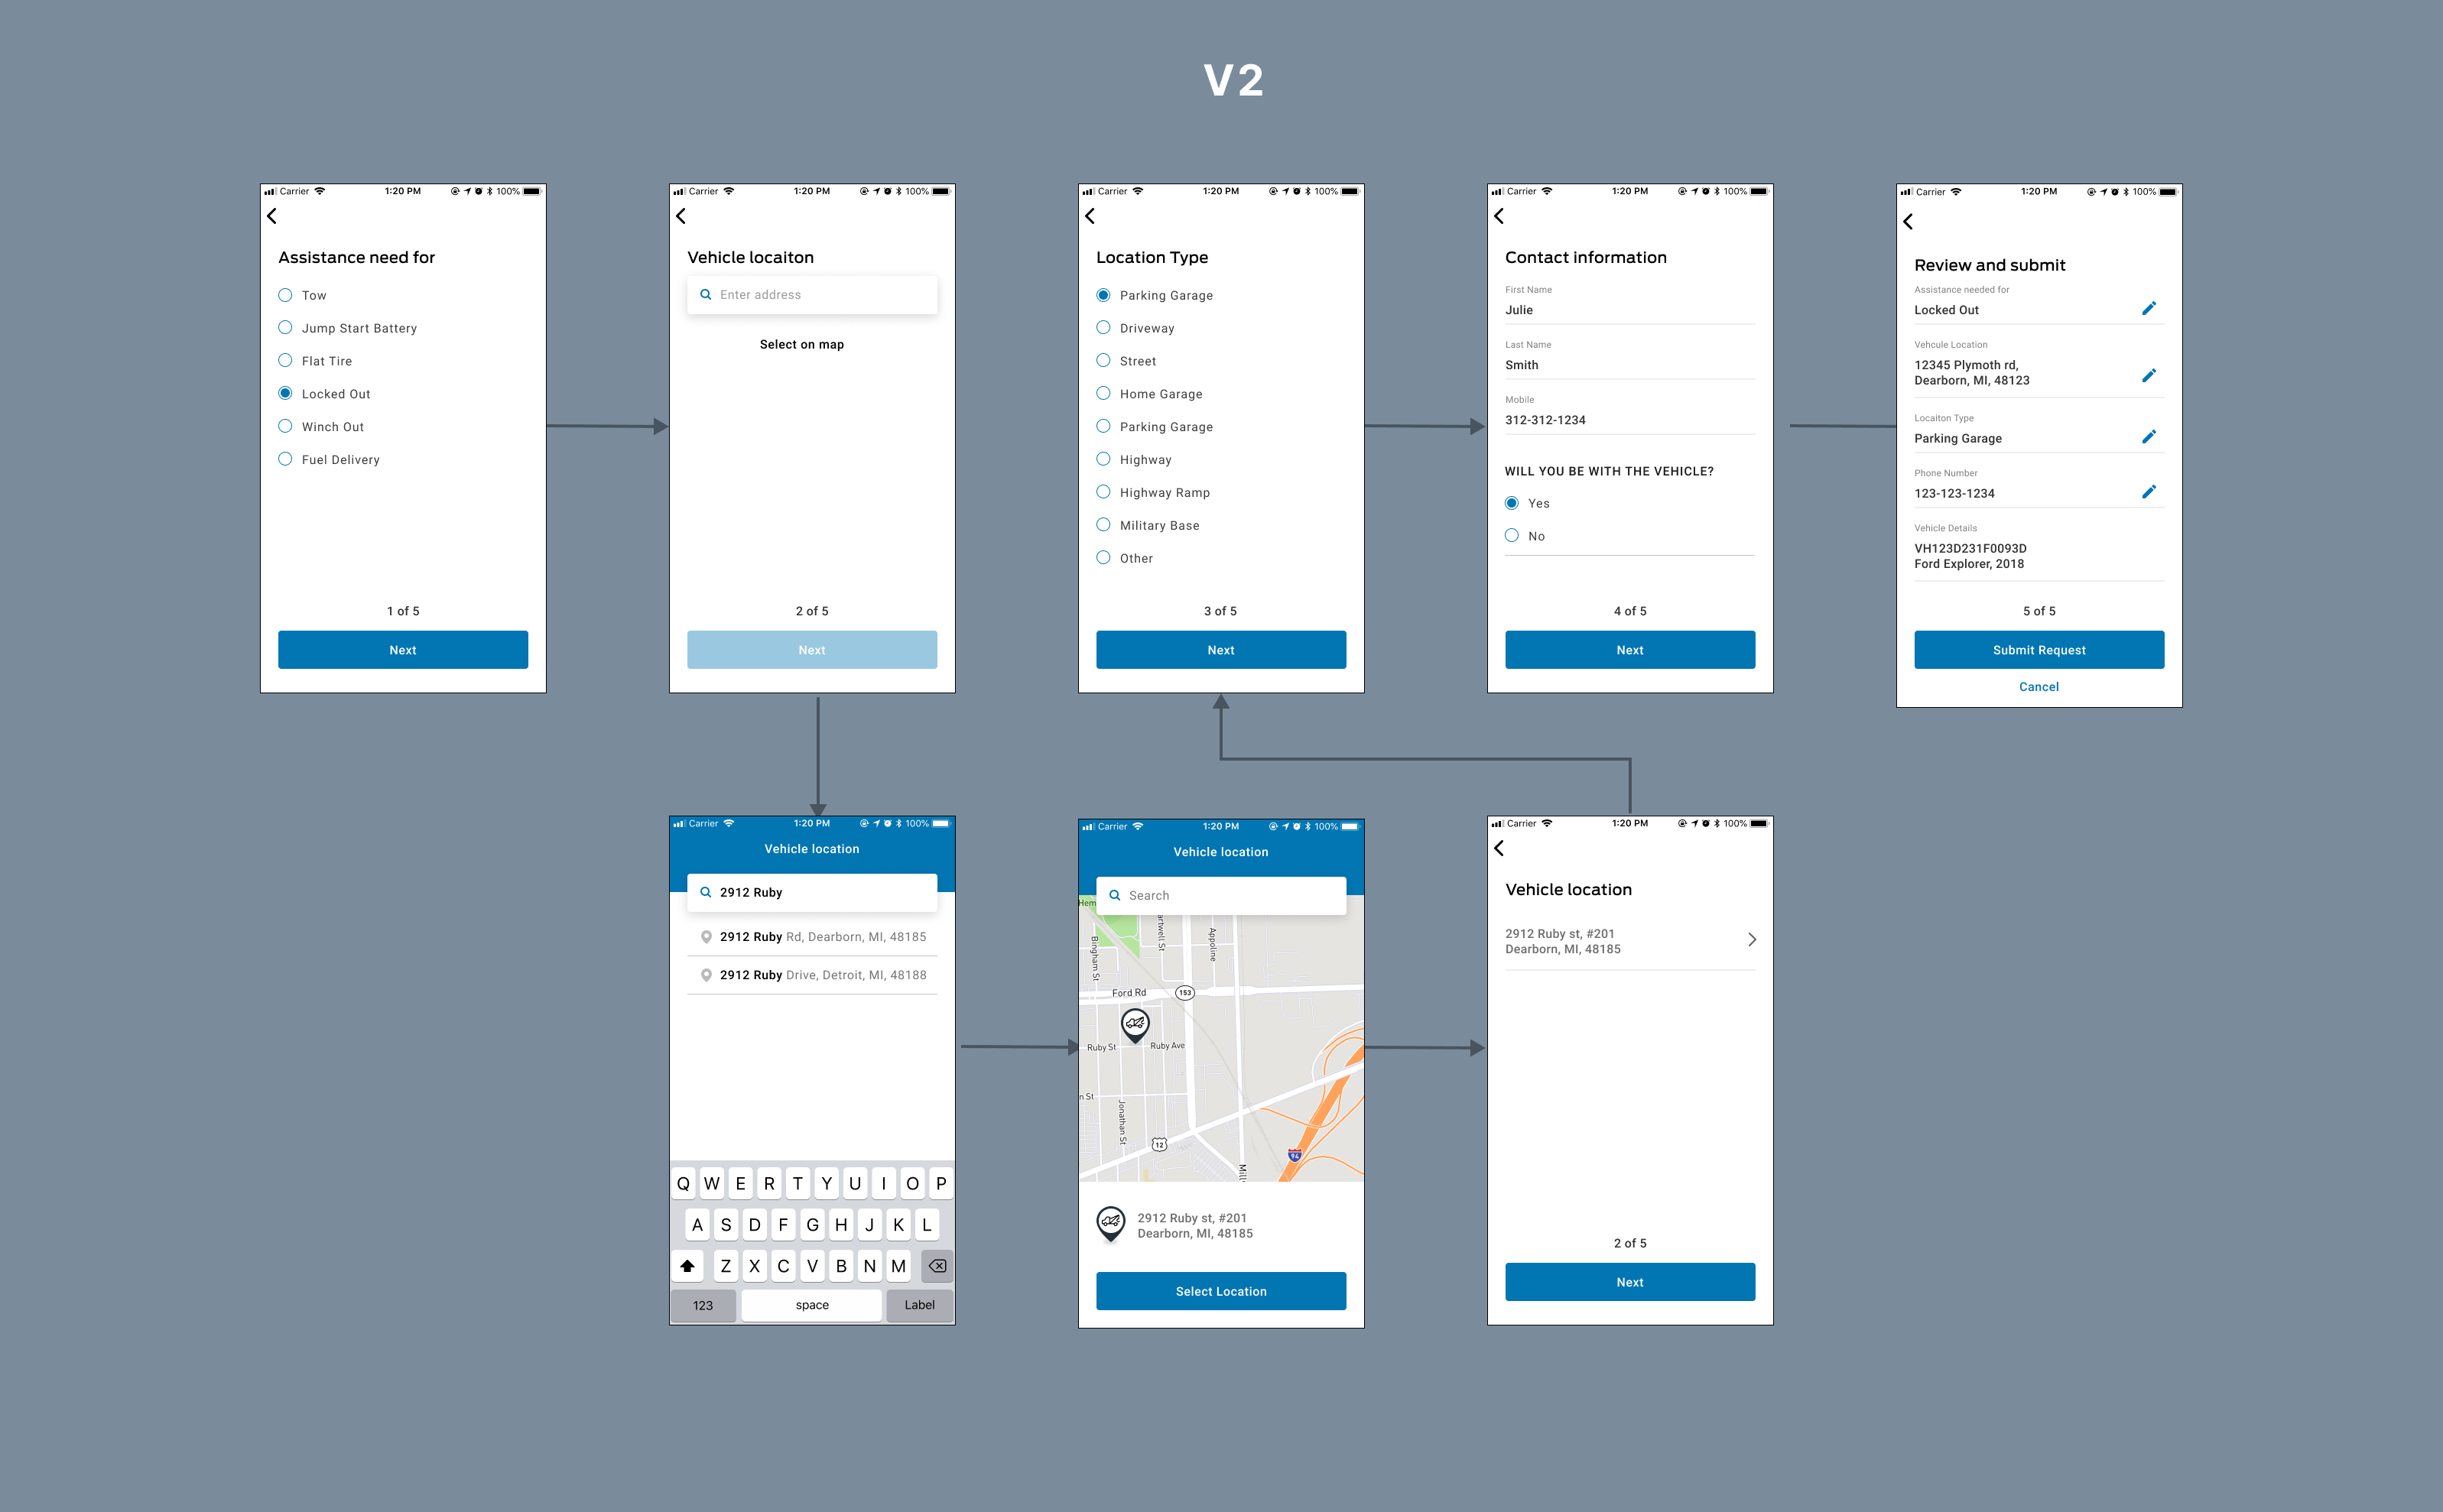 V2
Carrier 1:20 PM 100%
Assistance need for
Tow
Jump Start Battery
Flat Tire
Locked Out
Winch Out
Fuel Delivery
1 of 5
Next
Carrier 1:20 PM 100%
Vehicle locaiton
Enter address
Select on map
2 of 5
Next
Carrier 1:20 PM 100%
Location Type
Parking Garage
Driveway
Street
Home Garage
Parking Garage
Highway
Highway Ramp
Military Base
Other
3 of 5
Next
Carrier 1:20 PM 100%
Contact information
First Name
Julie
Last Name
Smith
Mobile
312-312-1234
WILL YOU BE WITH THE VEHICLE?
Yes
No
4 of 5
Next
Carrier 1:20 PM 100%
Review and submit
Assistance needed for
Locked Out
Vehcule Location
12345 Plymoth rd,
Dearborn, MI, 48123
Locaiton Type
Parking Garage
Phone Number
123-123-1234
Vehicle Details
VH123D231F0093D
Ford Explorer, 2018
5 of 5
Submit Request
Cancel
Carrier 1:20 PM 100%
Vehicle location
2912 Ruby
2912 Ruby Rd, Dearborn, MI, 48185
2912 Ruby Drive, Detroit, MI, 48188
Q W E R T Y U I O P
A S D F G H J K L
Z X C V B N M
123 space Label
Carrier 1:20 PM 100%
Vehicle location
Search
Hem
artwell St
Appoline
Bingham St
Ford Rd
153
Ruby St
Ruby Ave
n St
Jonathan St
12
94
Mill
2912 Ruby st, #201
Dearborn, MI, 48185
Select Location
Carrier 1:20 PM 100%
Vehicle location
2912 Ruby st, #201
Dearborn, MI, 48185
2 of 5
Next